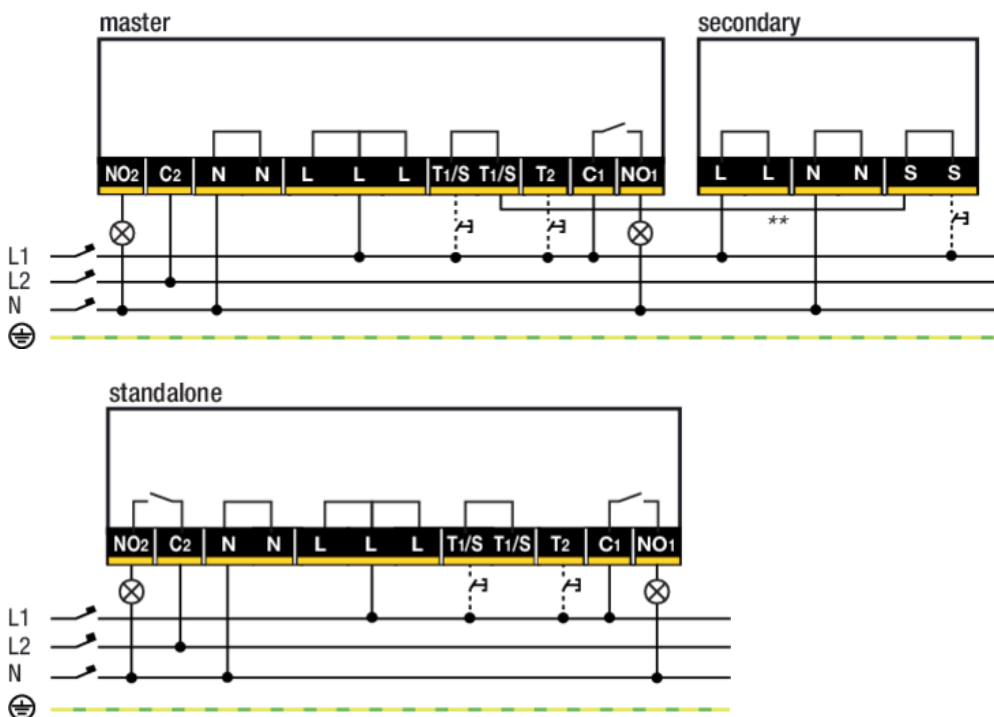 master secondary
NO2 C2 N N L L L T1/S T1/S T2 C1 NO1 L L N N S S
**
L1
L2
N
standalone
NO2 C2 N N L L L T1/S T1/S T2 C1 NO1
L1
L2
N